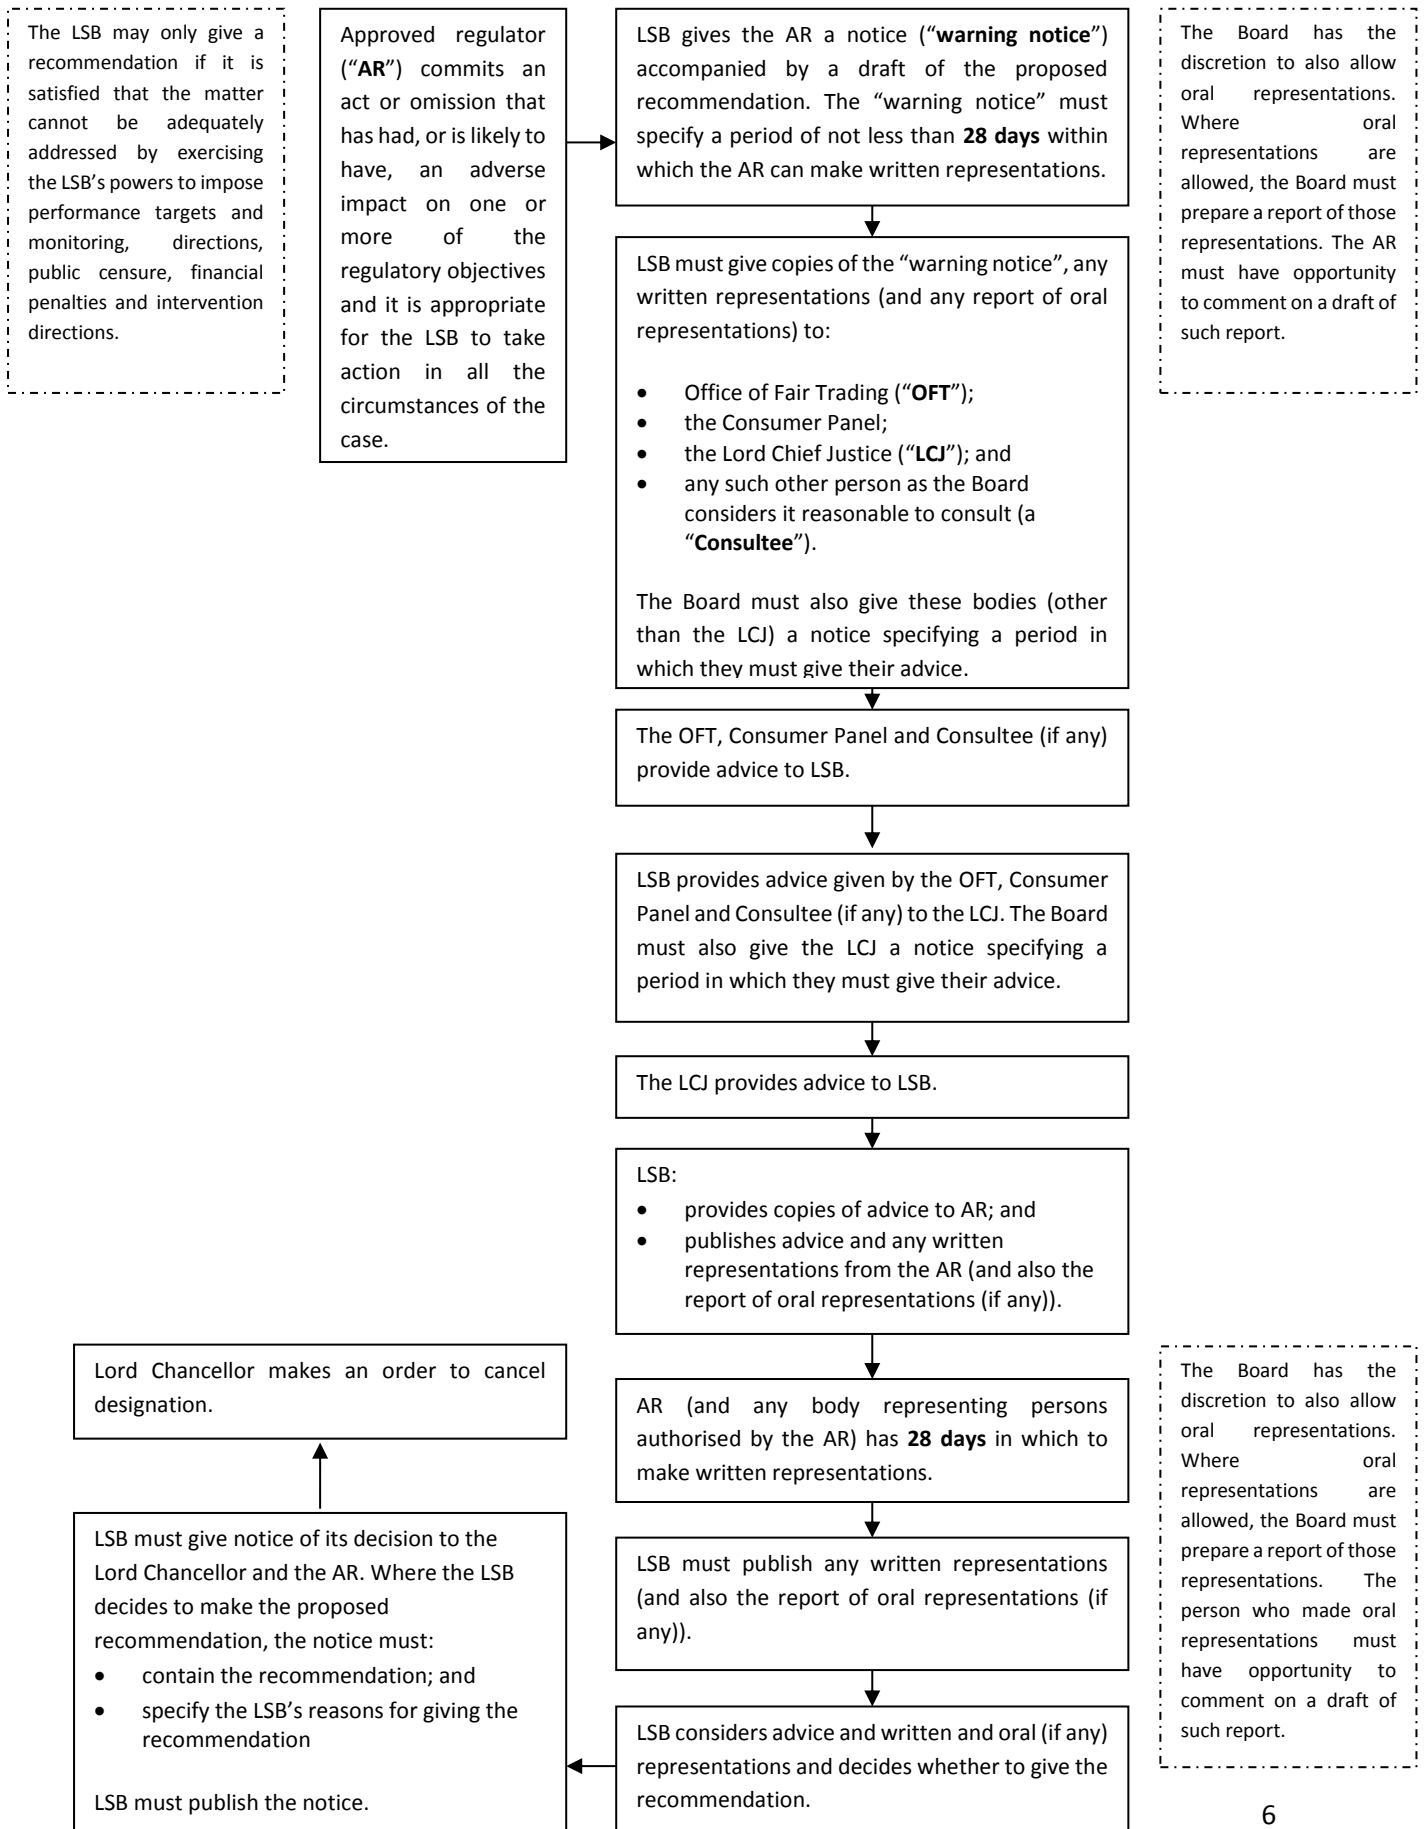 The LSB may only give a
recommendation if it is
satisfied that the matter
cannot be adequately
addressed by exercising
the LSB's powers to impose
performance targets and
monitoring, directions,
public censure, financial
penalties and intervention
directions.
Approved regulator
(“AR”) commits an
act or omission that
has had, or is likely to
have, an adverse
impact on one or
more of the
regulatory objectives
and it is appropriate
for the LSB to take
action in all the
circumstances of the
case.
LSB gives the AR a notice (“warning notice”)
accompanied by a draft of the proposed
recommendation. The “warning notice” must
specify a period of not less than 28 days within
which the AR can make written representations.
The Board has the
discretion to also allow
oral representations.
Where oral
representations are
allowed, the Board must
prepare a report of those
representations. The AR
must have opportunity
to comment on a draft of
such report.
LSB must give copies of the “warning notice”, any
written representations (and any report of oral
representations) to:
• Office of Fair Trading (“OFT”);
• the Consumer Panel;
• the Lord Chief Justice (“LCJ”); and
• any such other person as the Board
considers it reasonable to consult (a
“Consultee”).
The Board must also give these bodies (other
than the LCJ) a notice specifying a period in
which they must give their advice.
The OFT, Consumer Panel and Consultee (if any)
provide advice to LSB.
LSB provides advice given by the OFT, Consumer
Panel and Consultee (if any) to the LCJ. The Board
must also give the LCJ a notice specifying a
period in which they must give their advice.
The LCJ provides advice to LSB.
LSB:
• provides copies of advice to AR; and
• publishes advice and any written
representations from the AR (and also the
report of oral representations (if any)).
AR (and any body representing persons
authorised by the AR) has 28 days in which to
make written representations.
The Board has the
discretion to also allow
oral representations.
Where oral
representations are
allowed, the Board must
prepare a report of those
representations. The
person who made oral
representations must
have opportunity to
comment on a draft of
such report.
LSB must publish any written representations
(and also the report of oral representations (if
any)).
LSB considers advice and written and oral (if any)
representations and decides whether to give the
recommendation.
LSB must give notice of its decision to the
Lord Chancellor and the AR. Where the LSB
decides to make the proposed
recommendation, the notice must:
• contain the recommendation; and
• specify the LSB's reasons for giving the
recommendation
LSB must publish the notice.
Lord Chancellor makes an order to cancel
designation.
6